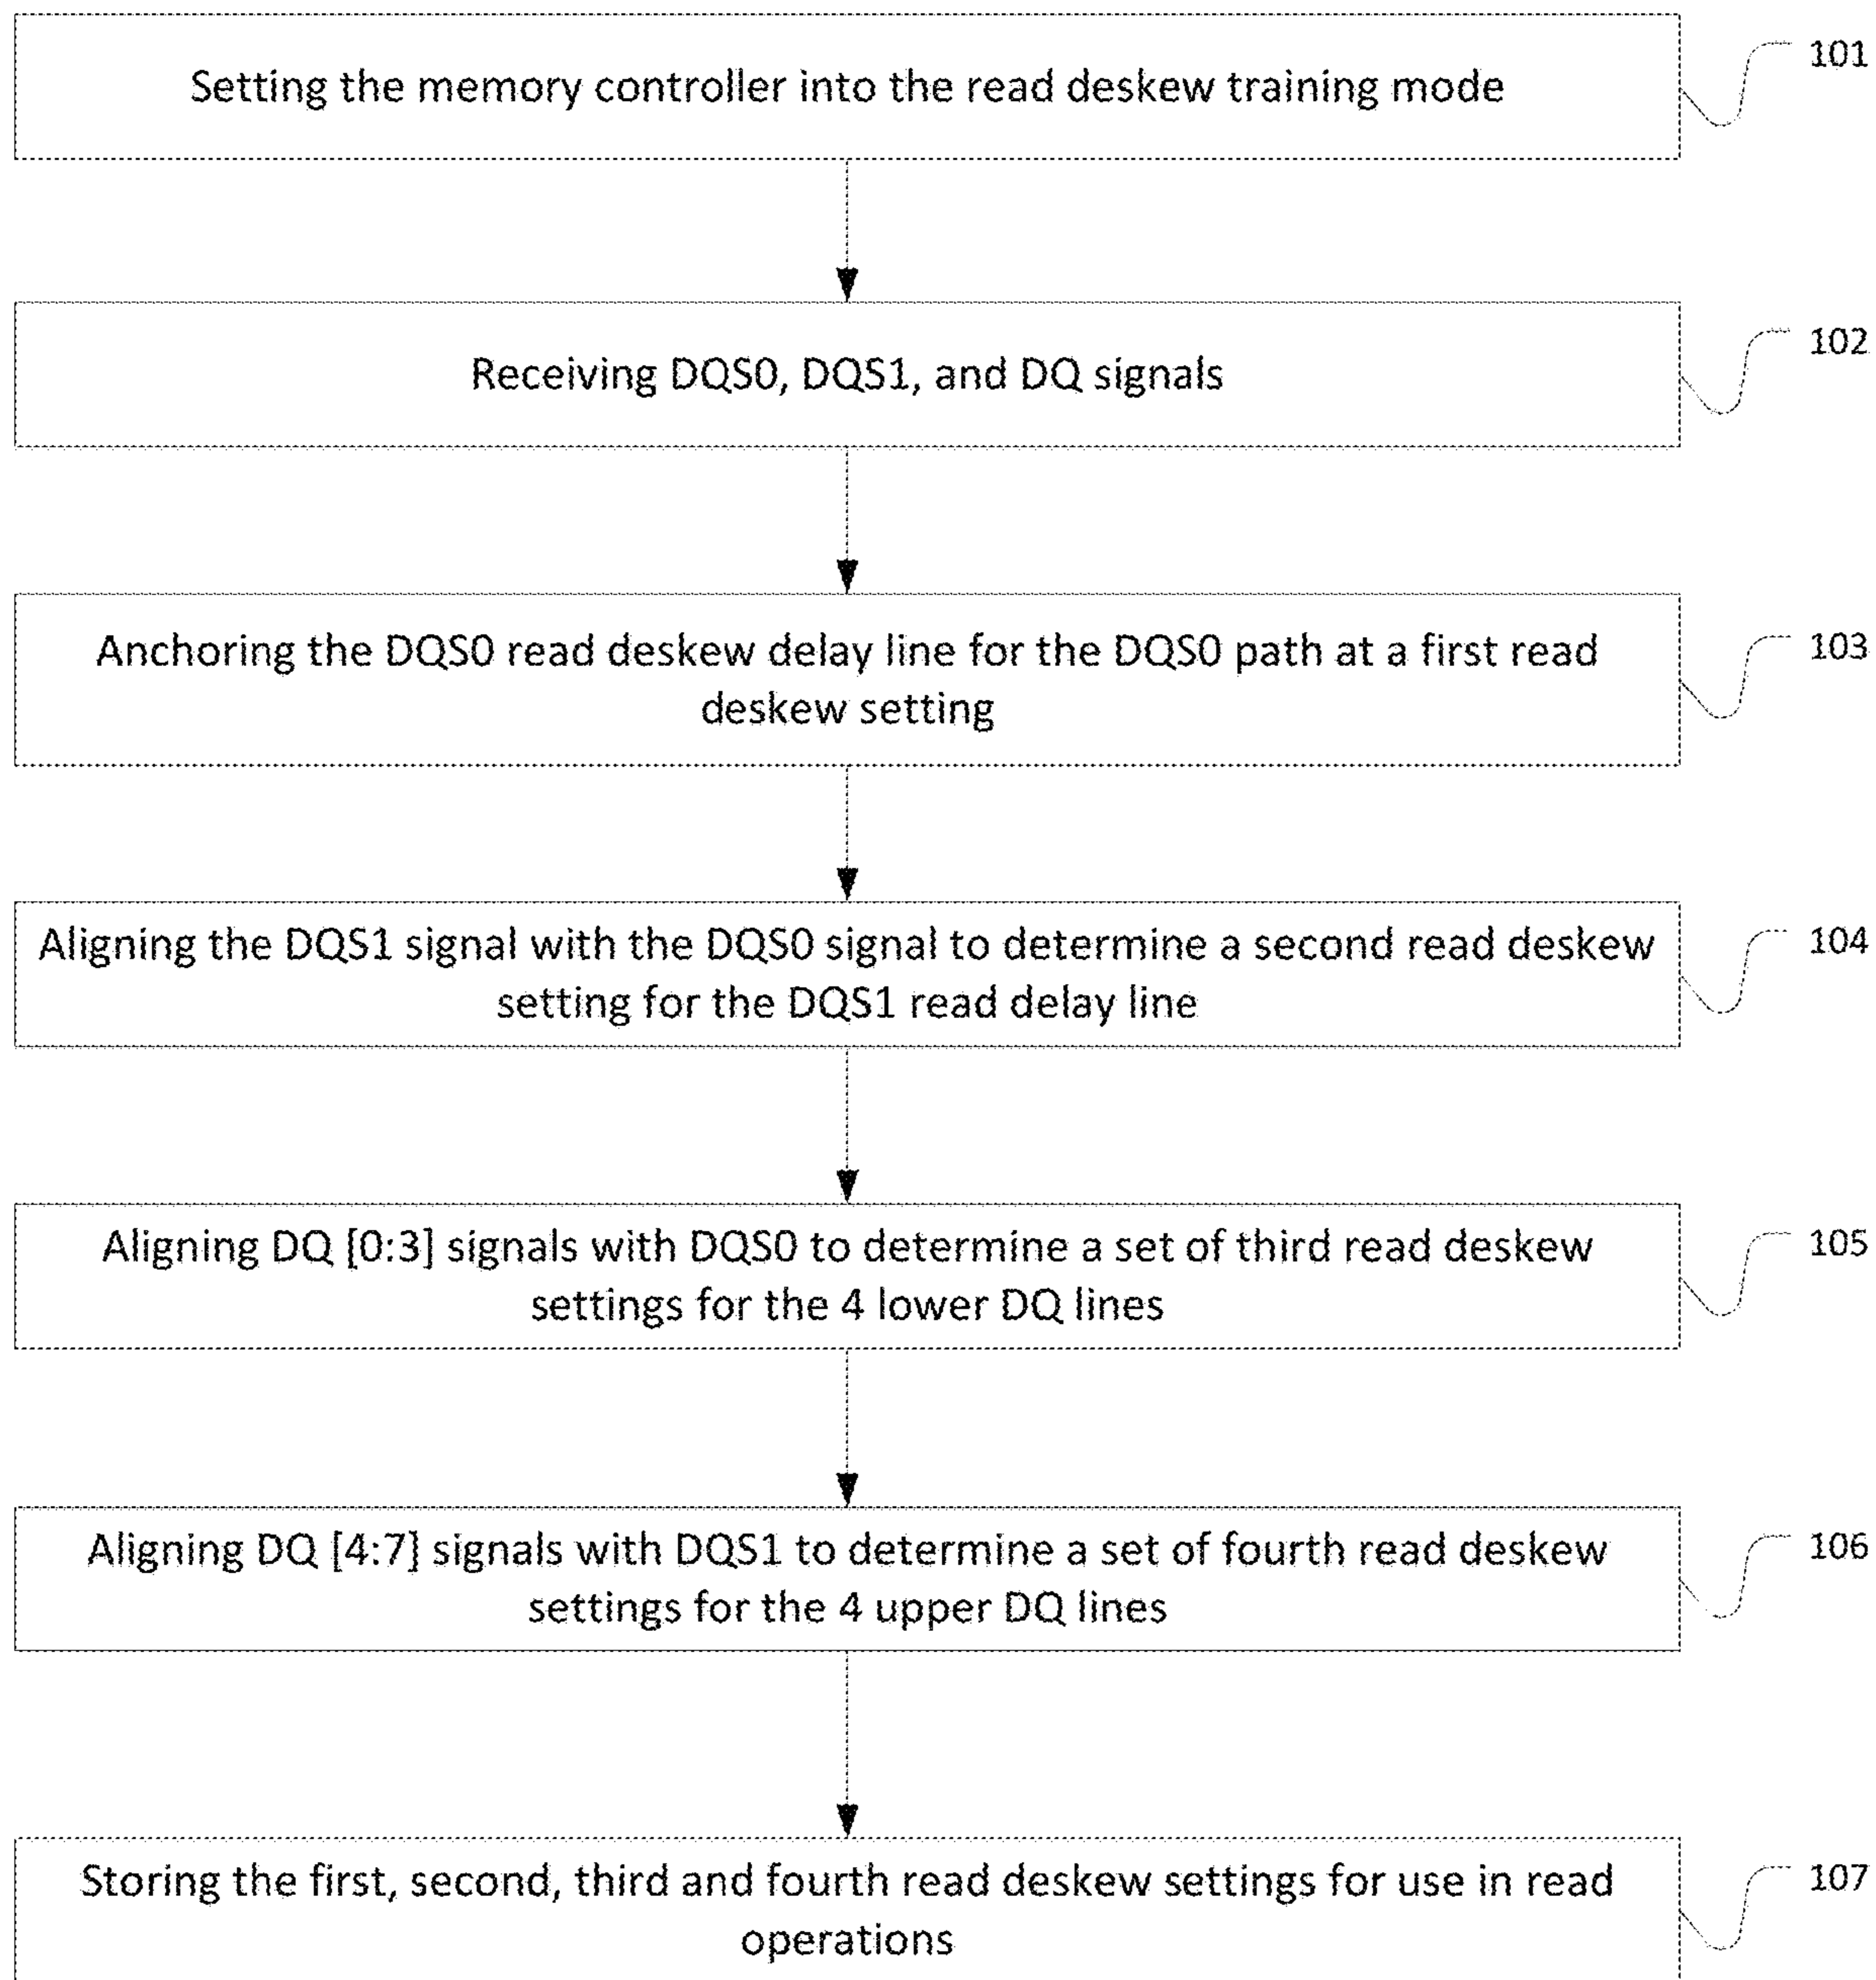 Setting the memory controller into the read deskew training mode
101
Receiving DQS0, DQS1, and DQ signals
102
Anchoring the DQS0 read deskew delay line for the DQS0 path at a first read
deskew setting
103
Aligning the DQS1 signal with the DQS0 signal to determine a second read deskew
setting for the DQS1 read delay line
104
Aligning DQ [0:3] signals with DQS0 to determine a set of third read deskew
settings for the 4 lower DQ lines
105
Aligning DQ [4:7] signals with DQS1 to determine a set of fourth read deskew
settings for the 4 upper DQ lines
106
Storing the first, second, third and fourth read deskew settings for use in read
operations
107